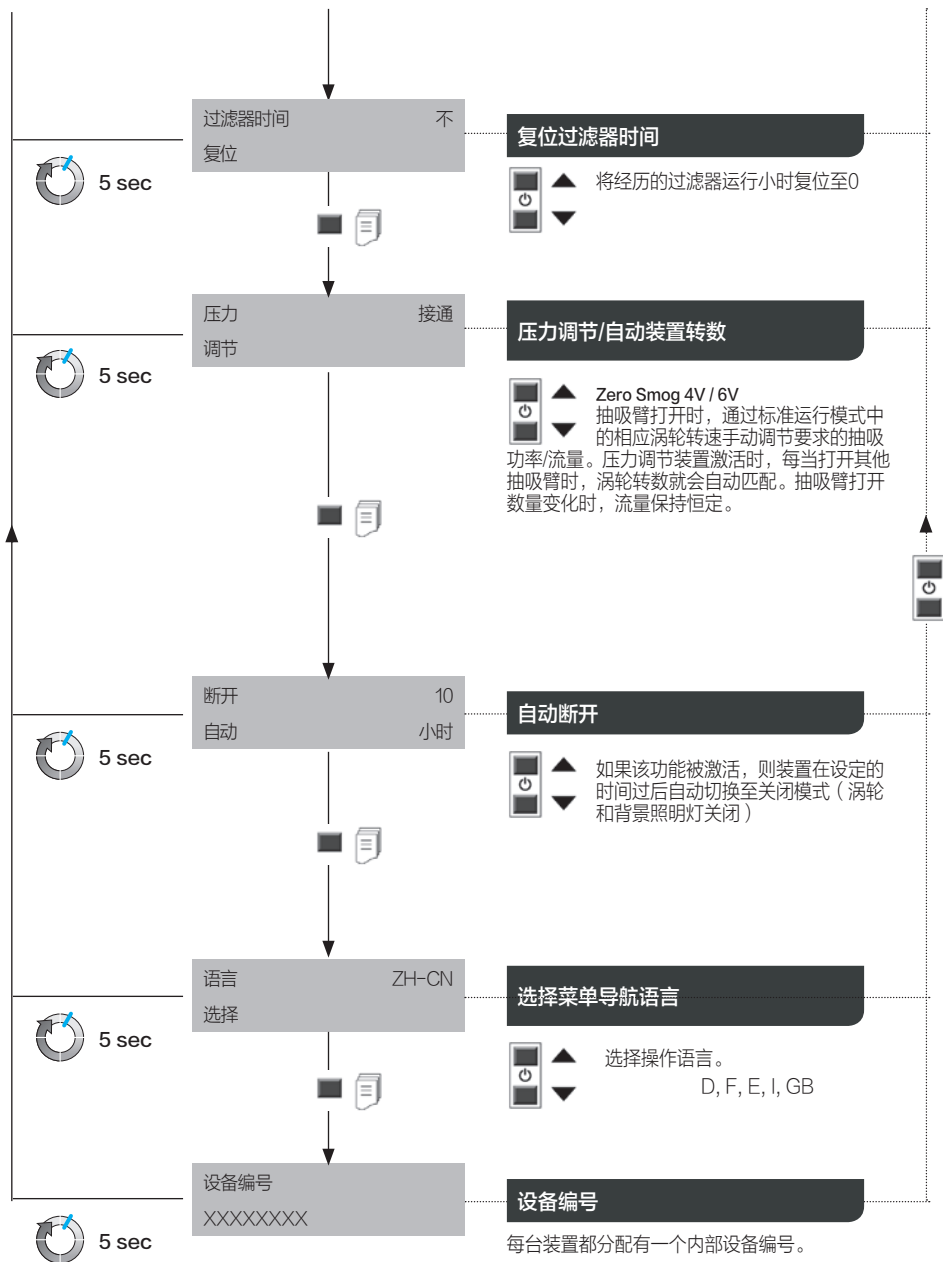 过滤器时间 不
复位
5 sec
复位过滤器时间
将经历的过滤器运行小时复位至0
压力 接通
调节
5 sec
压力调节/自动装置转数
Zero Smog 4V / 6V
抽吸臂打开时，通过标准运行模式中
的相应涡轮转速手动调节要求的抽吸
功率/流量。压力调节装置激活时，每当打开其他
抽吸臂时，涡轮转数就会自动匹配。抽吸臂打开
数量变化时，流量保持恒定。
断开 10
自动 小时
5 sec
自动断开
如果该功能被激活，则装置在设定的
时间过后自动切换至关闭模式（涡轮
和背景照明灯关闭）
语言 ZH-CN
选择
5 sec
选择菜单导航语言
选择操作语言。
D, F, E, I, GB
设备编号
XXXXXXXX
5 sec
设备编号
每台装置都分配有一个内部设备编号。